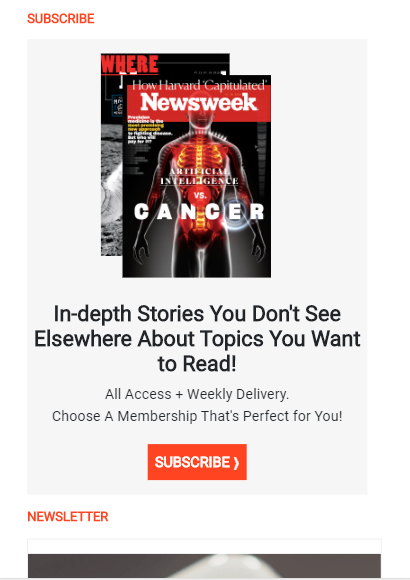 SUBSCRIBE
WHERE
How Harvard 'Capitulated'
Newsweek
Precision
medicine is the
most promising
new approach
to fighting disease.
But who will
pay for it?
ARTIFICIAL
INTELLIGENCE
VS.
CANCER
In-depth Stories You Don't See
Elsewhere About Topics You Want
to Read!
All Access + Weekly Delivery.
Choose A Membership That's Perfect for You!
SUBSCRIBE ❯
NEWSLETTER